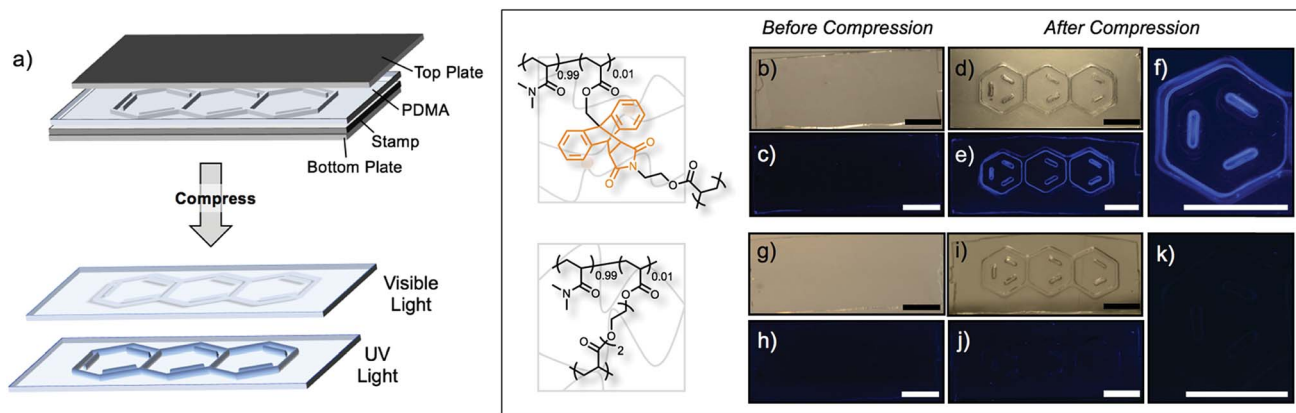 a)
Top Plate
PDMA
Stamp
Bottom Plate
Compress
Visible
Light
UV
Light
Before Compression
After Compression
0.99
0.01
N
O
O
O
O
N
O
O
O
b)
c)
d)
e)
f)
0.99
0.01
N
O
O
O
O
O
O
2
g)
h)
i)
j)
k)